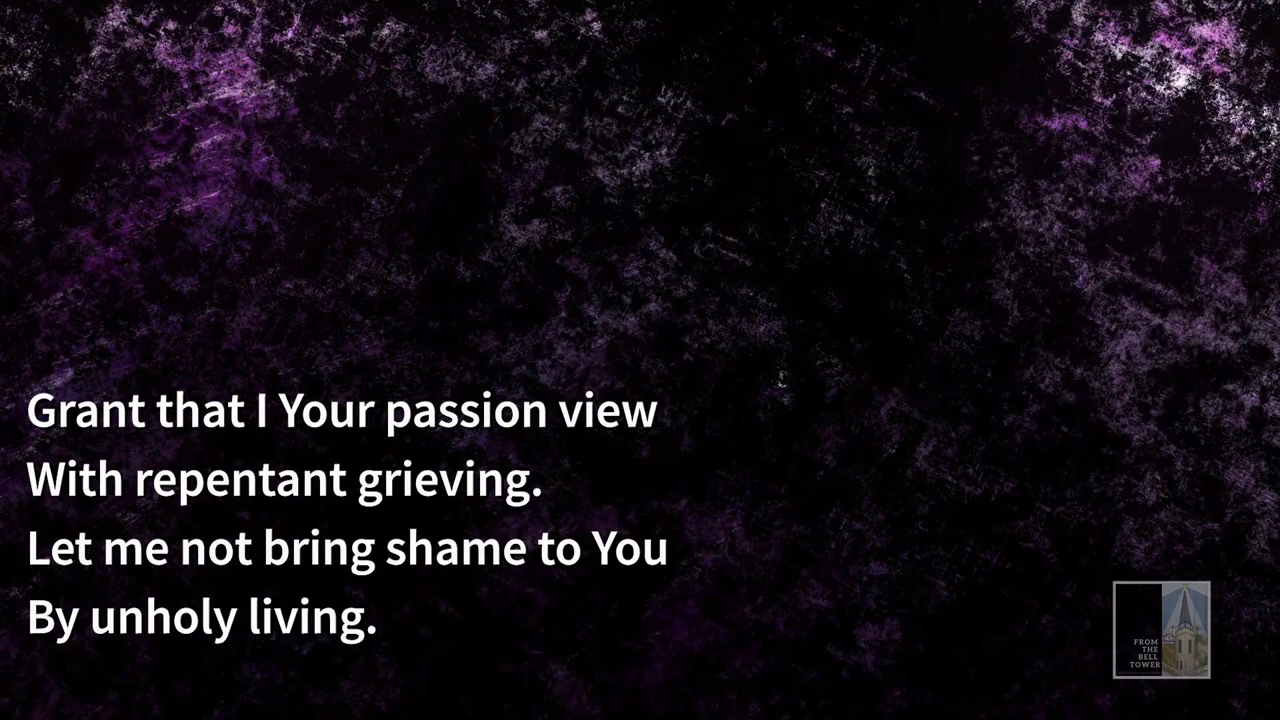 Grant that I Your passion view
With repentant grieving.
Let me not bring shame to You
By unholy living.
FROM
THE
BELL
TOWER